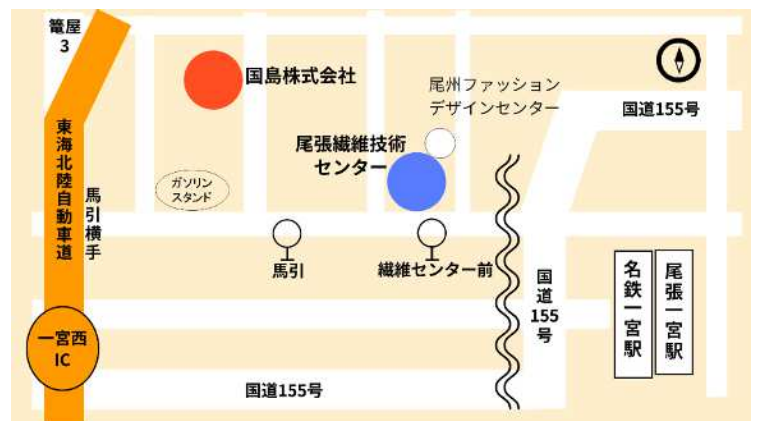 籠屋
3
国島株式会社
尾州ファッション
デザインセンター
国道155号
尾張繊維技術
センター
東海北陸自動車道
馬引横手
ガソリン
スタンド
馬引
繊維センター前
国道155号
名鉄一宮駅
尾張一宮駅
一宮西
IC
国道155号